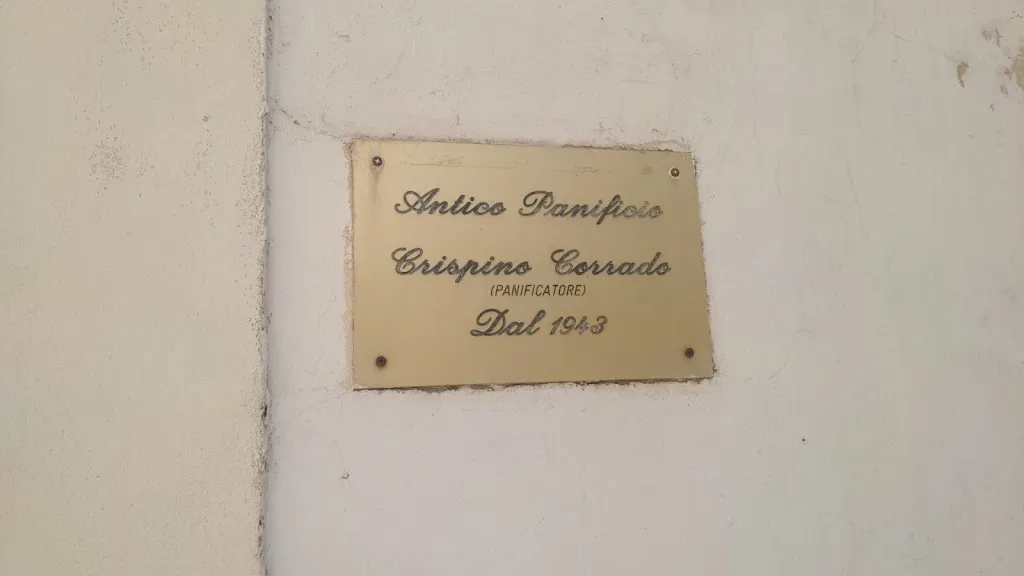 Antico Panificio
Crispino Corrado
(PANIFICATORE)
Dal 1943